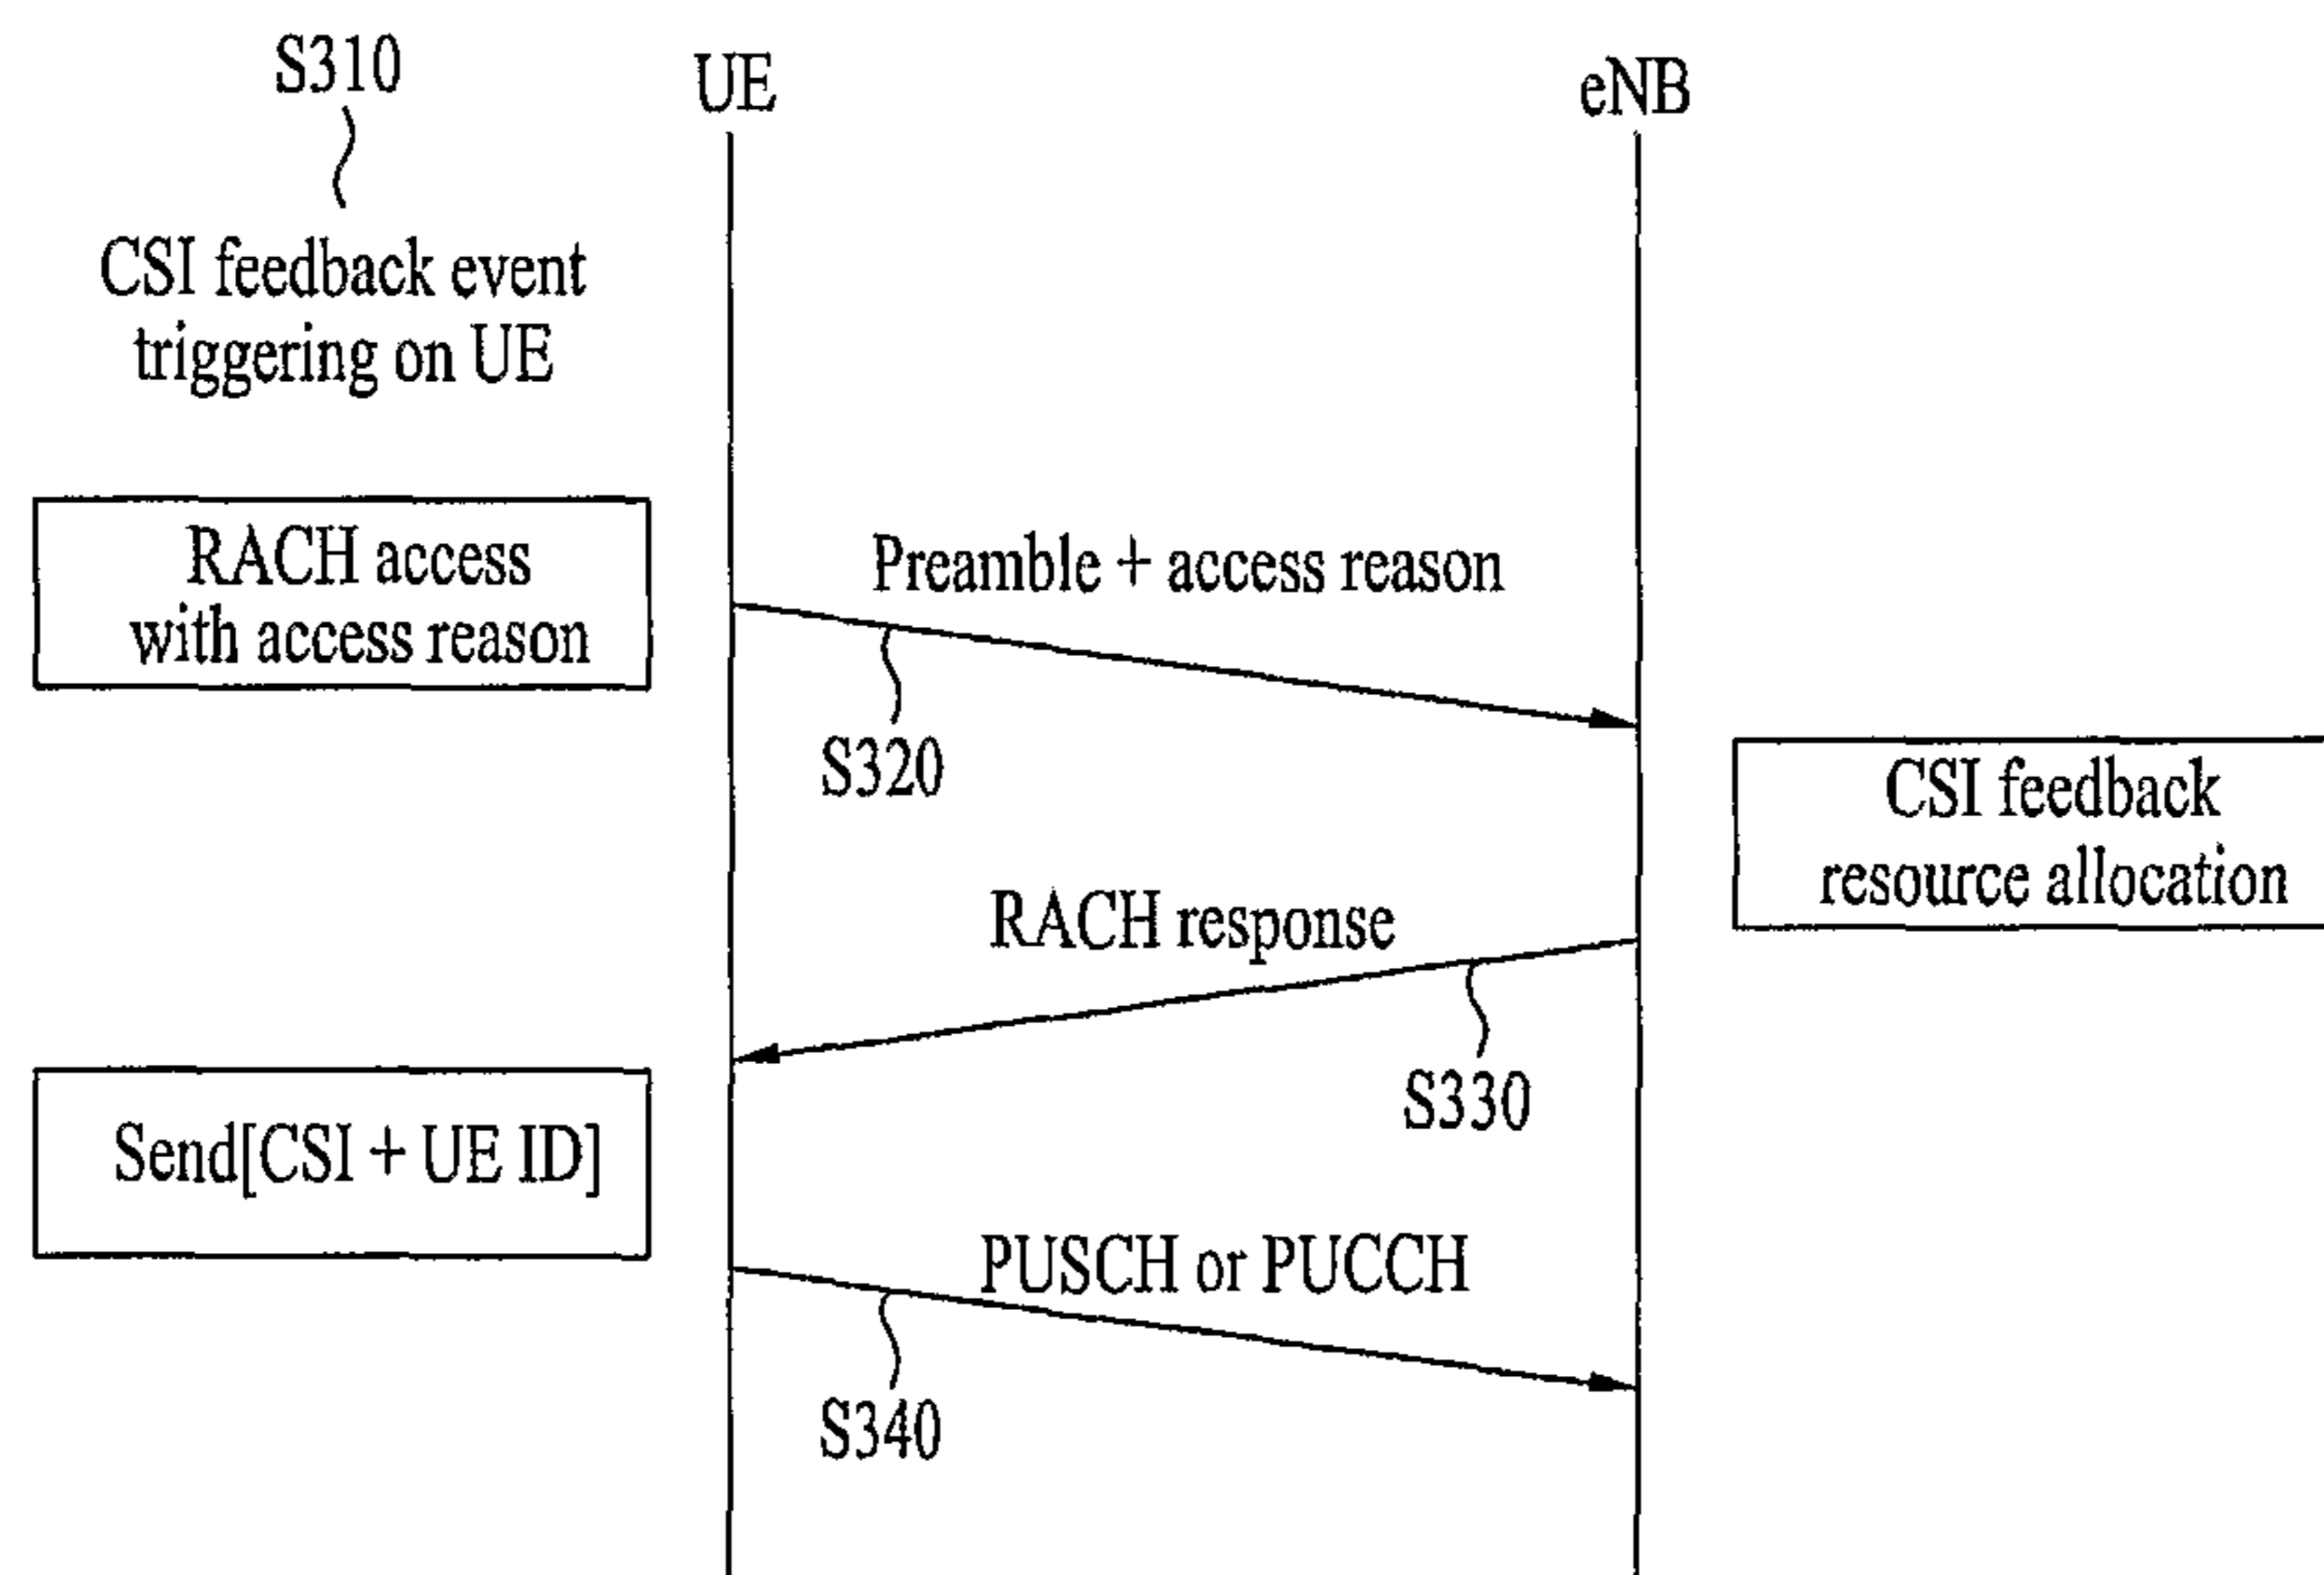 S310
UE
eNB
CSI feedback event
triggering on UE
RACH access
with access reason
Preamble + access reason
S320
CSI feedback
resource allocation
RACH response
S330
Send[CSI + UE ID]
PUSCH or PUCCH
S340